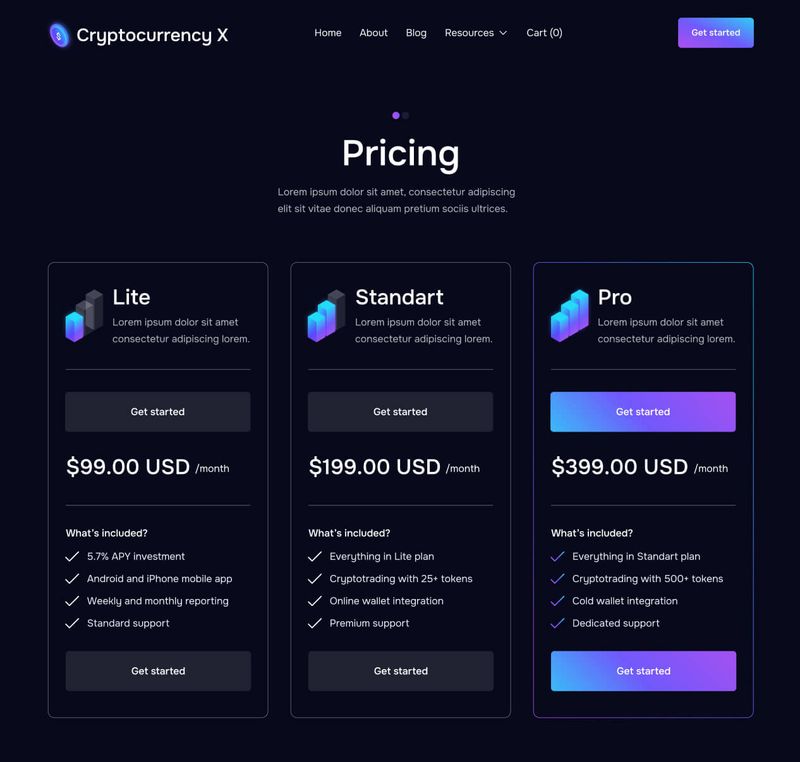 Cryptocurrency X
Home About Blog Resources Cart (0)
Get started
Pricing
Lorem ipsum dolor sit amet, consectetur adipiscing
elit sit vitae donec aliquam pretium sociis ultrices.
Lite
Lorem ipsum dolor sit amet
consectetur adipiscing lorem.
Get started
$99.00 USD /month
What's included?
5.7% APY investment
Android and iPhone mobile app
Weekly and monthly reporting
Standard support
Get started
Standart
Lorem ipsum dolor sit amet
consectetur adipiscing lorem.
Get started
$199.00 USD /month
What's included?
Everything in Lite plan
Cryptotrading with 25+ tokens
Online wallet integration
Premium support
Get started
Pro
Lorem ipsum dolor sit amet
consectetur adipiscing lorem.
Get started
$399.00 USD /month
What's included?
Everything in Standart plan
Cryptotrading with 500+ tokens
Cold wallet integration
Dedicated support
Get started